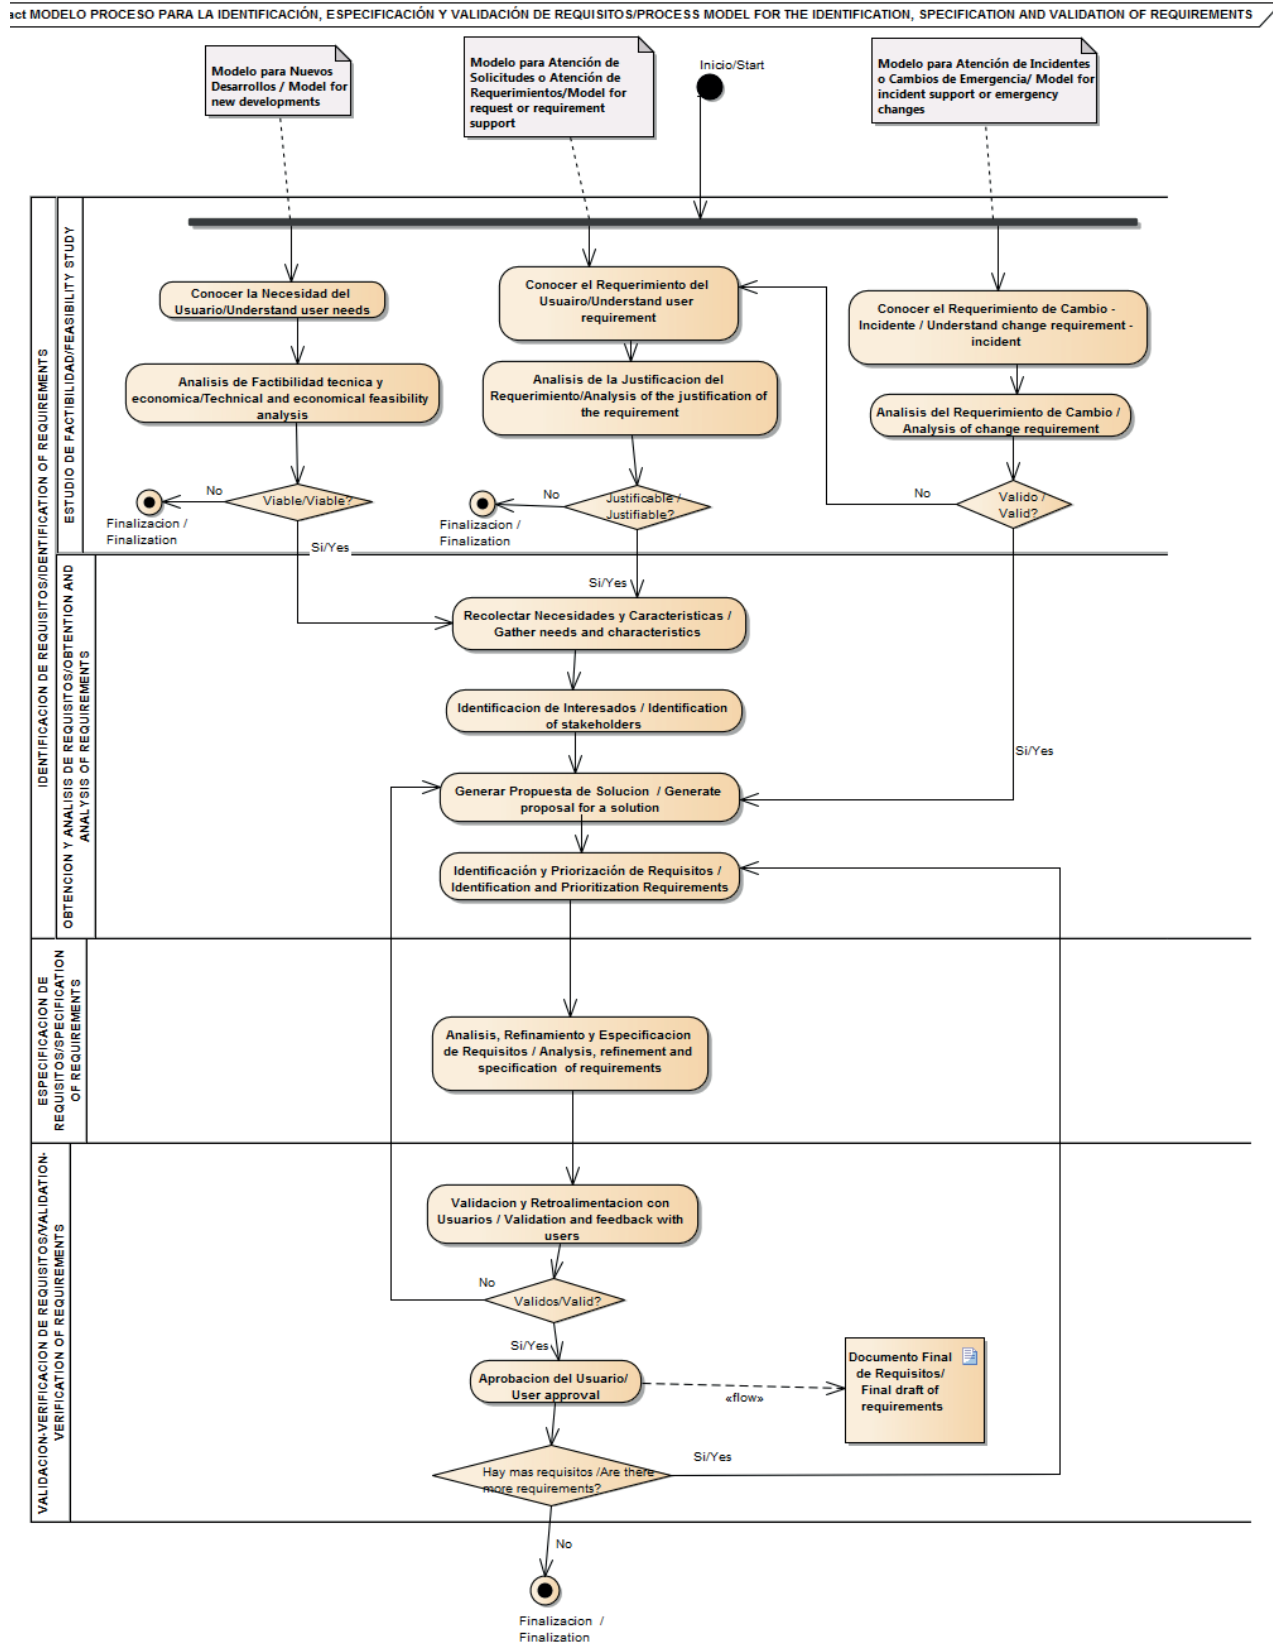 act MODELO PROCESO PARA LA IDENTIFICACIÓN, ESPECIFICACIÓN Y VALIDACIÓN DE REQUISITOS/PROCESS MODEL FOR THE IDENTIFICATION, SPECIFICATION AND VALIDATION OF REQUIREMENTS
Modelo para Nuevos
Desarrollos / Model for
new developments
Modelo para Atención de
Solicitudes o Atención de
Requerimientos/Model for
request or requirement
support
Inicio/Start
Modelo para Atención de Incidentes
o Cambios de Emergencia/ Model for
incident support or emergency
changes
IDENTIFICACION DE REQUISITOS/IDENTIFICATION OF REQUIREMENTS
ESTUDIO DE FACTIBILIDAD/FEASIBILITY STUDY
Conocer la Necesidad del
Usuario/Understand user needs
Conocer el Requerimiento del
Usuairo/Understand user
requirement
Conocer el Requerimiento de Cambio -
Incidente / Understand change requirement -
incident
Analisis de Factibilidad tecnica y
economica/Technical and economical feasibility
analysis
Analisis de la Justificacion del
Requerimiento/Analysis of the justification of
the requirement
Analisis del Requerimiento de Cambio /
Analysis of change requirement
No
Viable/Viable?
Finalizacion /
Finalization
Si/Yes
No
Justificable /
Justifiable?
Finalizacion /
Finalization
Si/Yes
No
Valido /
Valid?
Si/Yes
OBTENCION Y ANALISIS DE REQUISITOS/OBTENTION AND
ANALYSIS OF REQUIREMENTS
Recolectar Necesidades y Caracteristicas /
Gather needs and characteristics
Identificacion de Interesados / Identification
of stakeholders
Generar Propuesta de Solucion / Generate
proposal for a solution
Identificación y Priorización de Requisitos /
Identification and Prioritization Requirements
ESPECIFICACION DE
REQUISITOS/SPECIFICATION
OF REQUIREMENTS
Analisis, Refinamiento y Especificacion
de Requisitos / Analysis, refinement and
specification of requirements
VALIDACION-VERIFICACION DE REQUISITOS/VALIDATION-
VERIFICATION OF REQUIREMENTS
Validacion y Retroalimentacion con
Usuarios / Validation and feedback with
users
No
Validos/Valid?
Si/Yes
Aprobacion del Usuario/
User approval
«flow»
Documento Final
de Requisitos/
Final draft of
requirements
Hay mas requisitos /Are there
more requirements?
Si/Yes
No
Finalizacion /
Finalization